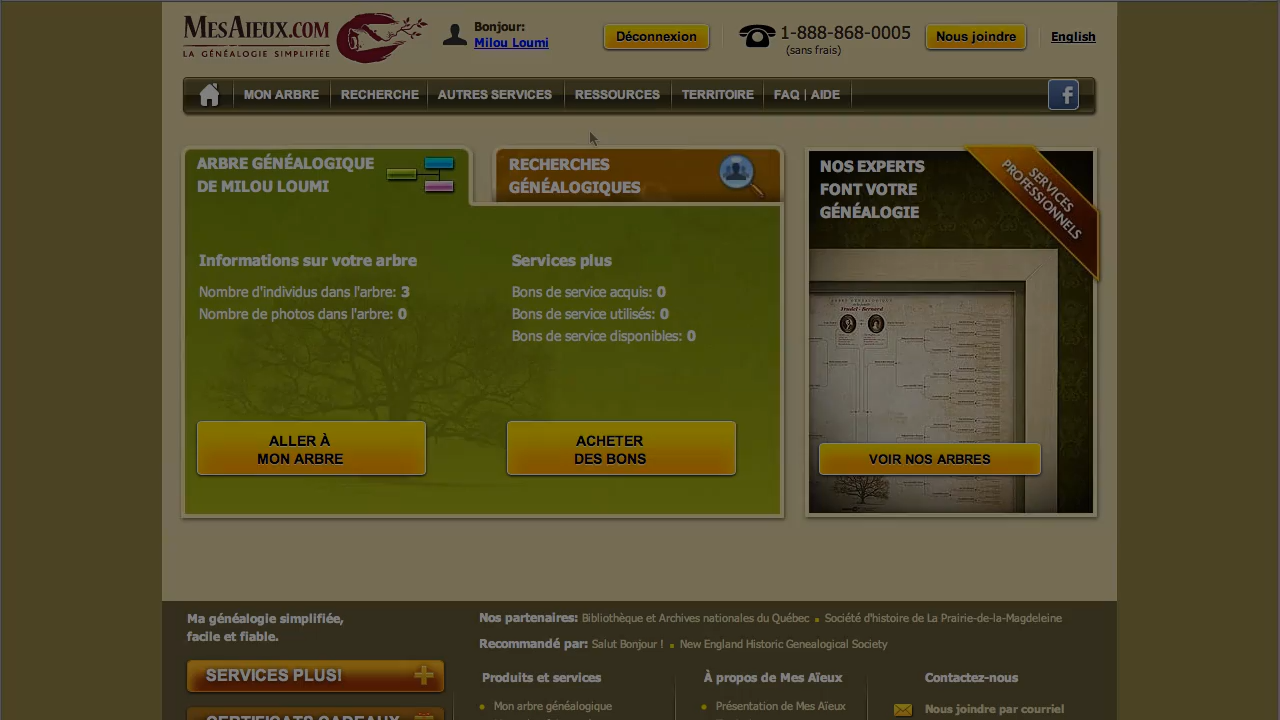 MesAïeux.com
LA GÉNÉALOGIE SIMPLIFIÉE
Bonjour:
Milou Loumi
Déconnexion
1-888-868-0005
(sans frais)
Nous joindre
English
MON ARBRE
RECHERCHE
AUTRES SERVICES
RESSOURCES
TERRITOIRE
FAQ | AIDE
f
ARBRE GÉNÉALOGIQUE
DE MILOU LOUMI
RECHERCHES
GÉNÉALOGIQUES
NOS EXPERTS
FONT VOTRE
GÉNÉALOGIE
SERVICES
PROFESSIONNELS
Informations sur votre arbre
Nombre d'individus dans l'arbre: 3
Nombre de photos dans l'arbre: 0
Services plus
Bons de service acquis: 0
Bons de service utilisés: 0
Bons de service disponibles: 0
Trudel - Bernard
ALLER À
MON ARBRE
ACHETER
DES BONS
VOIR NOS ARBRES
Ma généalogie simplifiée,
facile et fiable.
Nos partenaires: Bibliothèque et Archives nationales du Québec Société d'histoire de La Prairie-de-la-Magdeleine
Recommandé par: Salut Bonjour ! New England Historic Genealogical Society
SERVICES PLUS!
CERTIFICATS CADEAUX
Produits et services
Mon arbre généalogique
À propos de Mes Aïeux
Présentation de Mes Aïeux
Contactez-nous
Nous joindre par courriel